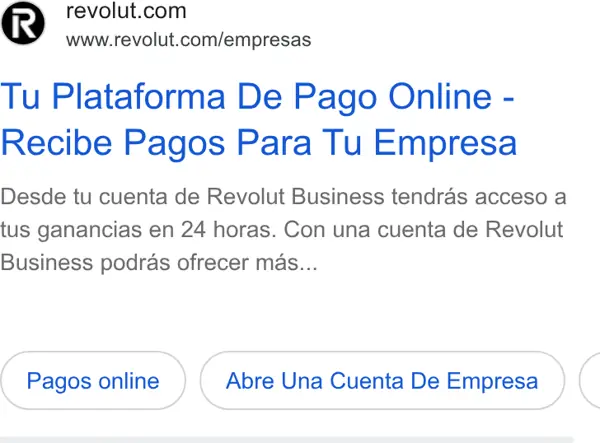 R
revolut.com
www.revolut.com/empresas
Tu Plataforma De Pago Online -
Recibe Pagos Para Tu Empresa
Desde tu cuenta de Revolut Business tendrás acceso a
tus ganancias en 24 horas. Con una cuenta de Revolut
Business podrás ofrecer más...
Pagos online
Abre Una Cuenta De Empresa